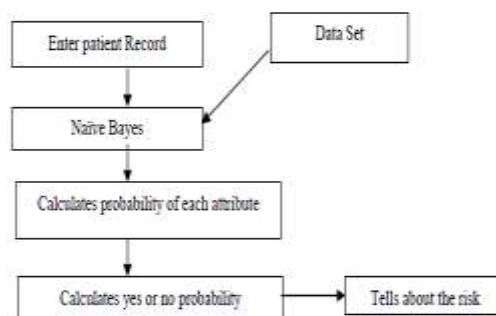 Enter patient Record
Data Set
Naïve Bayes
Calculates probability of each attribute
Calculates yes or no probability
Tells about the risk